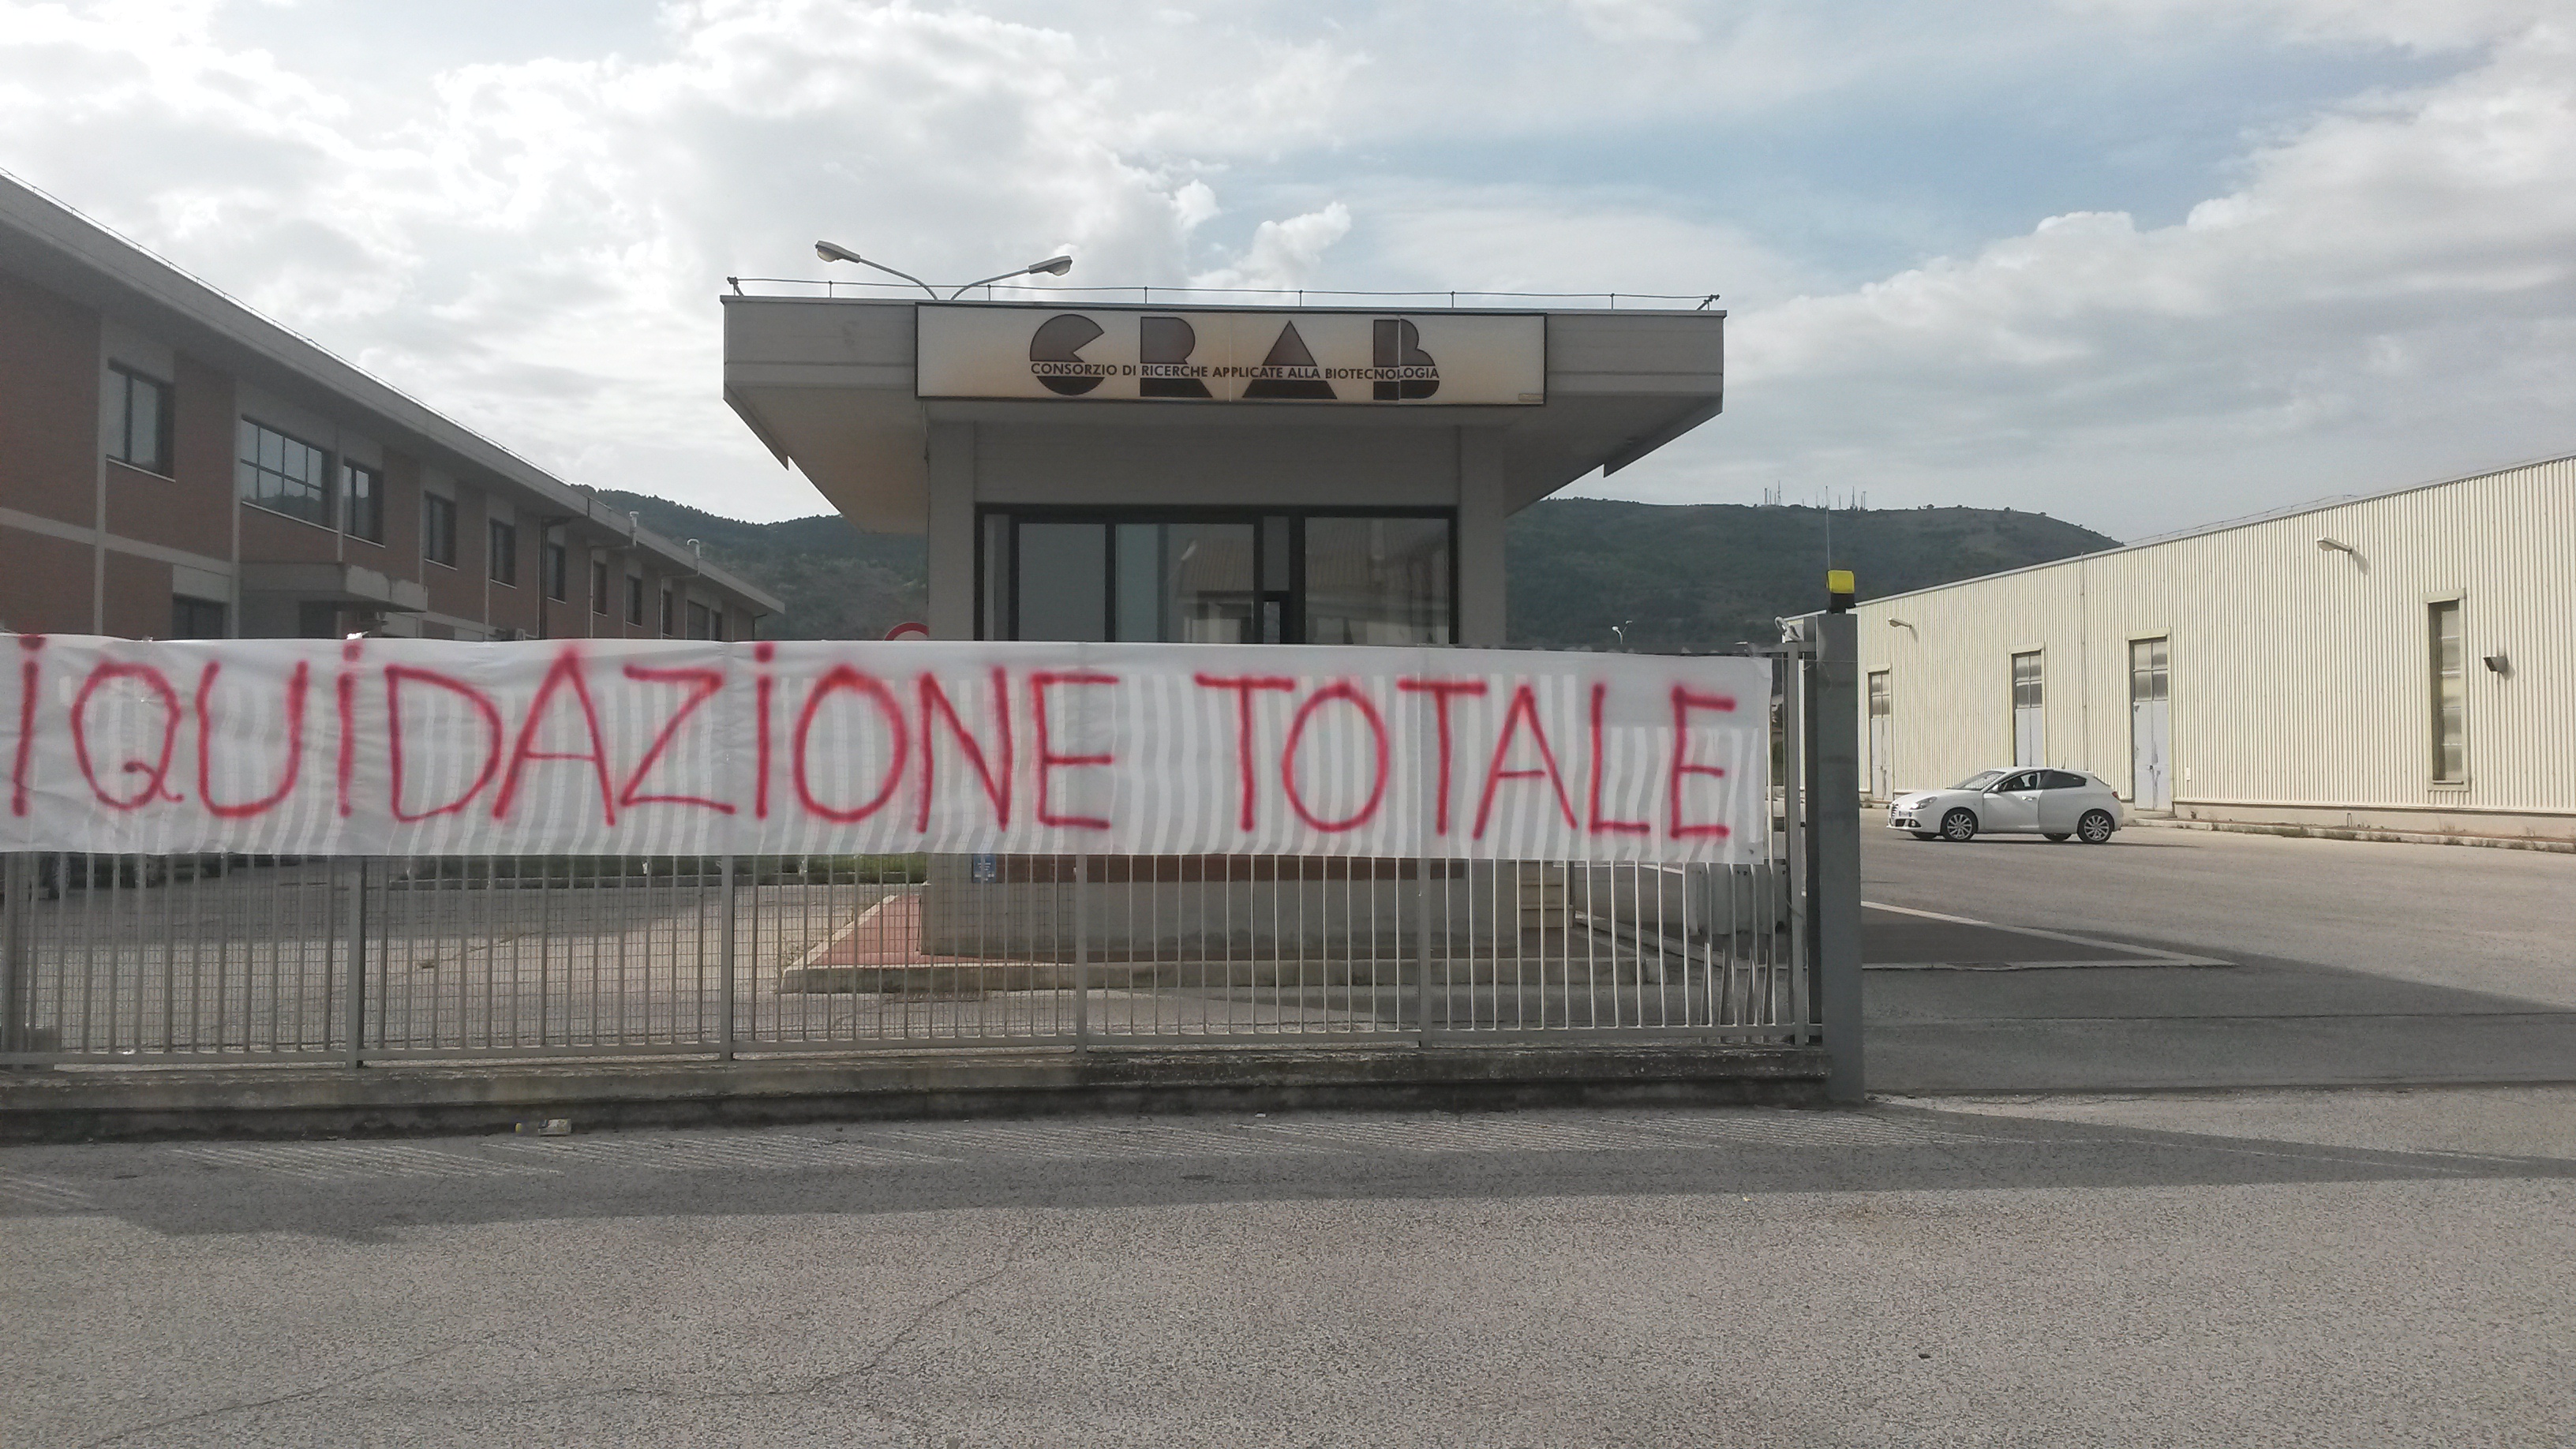 CRAB
CONSORZIO DI RICERCHE APPLICATE ALLA BIOTECNOLOGIA
iQUiDAZiONE TOTALE